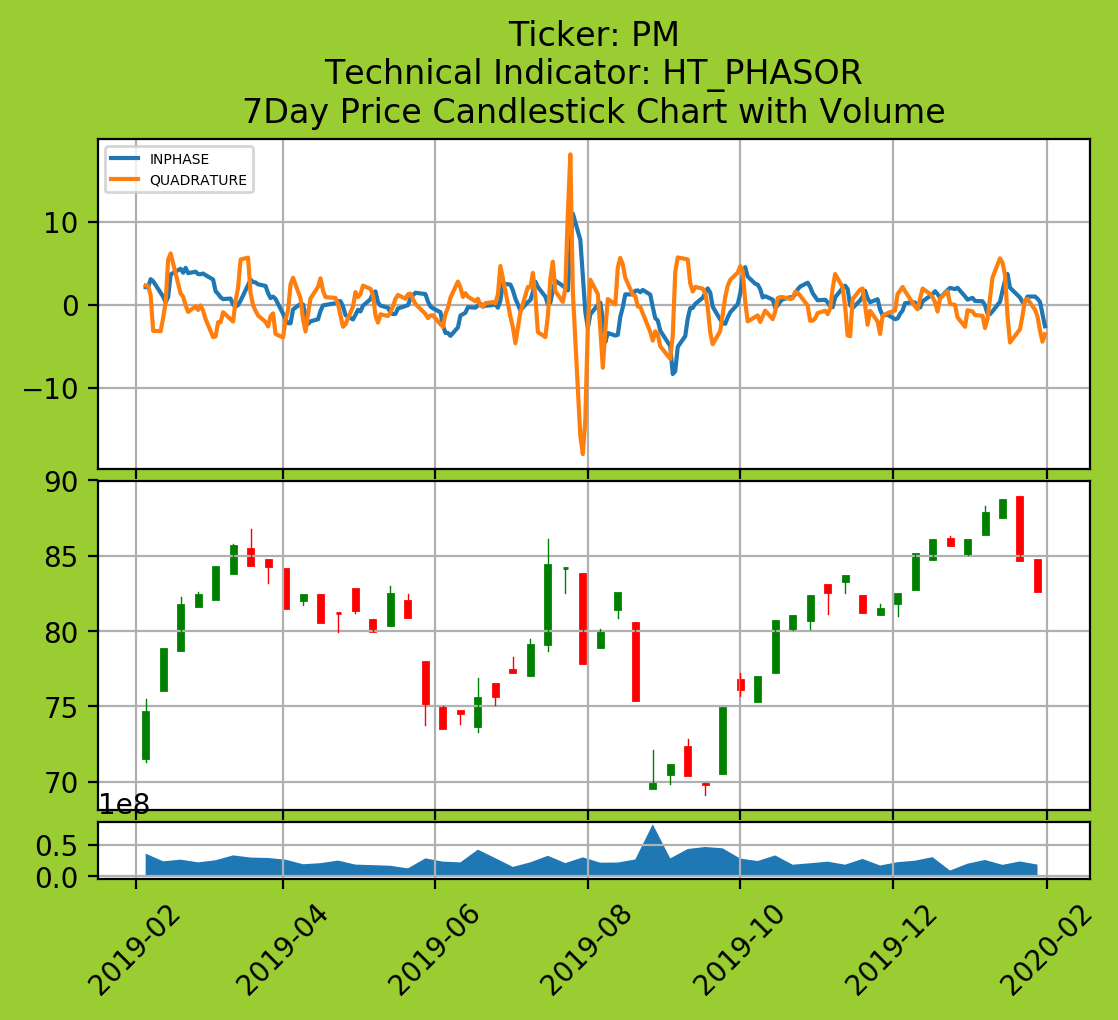 Ticker: PM
Technical Indicator: HT_PHASOR
7Day Price Candlestick Chart with Volume
INPHASE
QUADRATURE
10
0
−10
90
85
80
75
70
1e8
0.5
0.0
2019-02
2019-04
2019-06
2019-08
2019-10
2019-12
2020-02